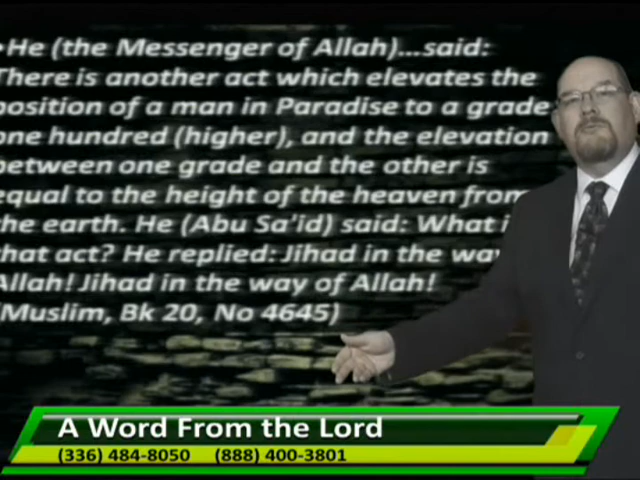 • He (the Messenger of Allah)...said:
There is another act which elevates the
position of a man in Paradise to a grade
one hundred (higher), and the elevation
between one grade and the other is
equal to the height of the heaven from
the earth. He (Abu Sa'id) said: What i
that act? He replied: Jihad in the way
Allah! Jihad in the way of Allah!
(Muslim, Bk 20, No 4645)
A Word From the Lord
(336) 484-8050 (888) 400-3801